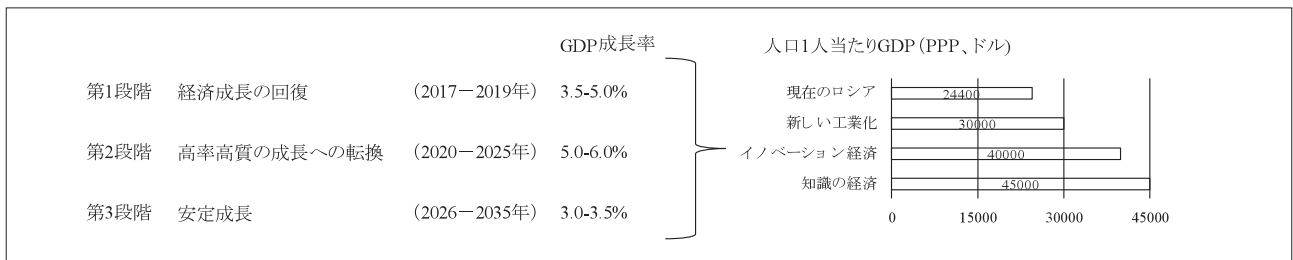 GDP成長率
第1段階 経済成長の回復 (2017－2019年) 3.5-5.0%
第2段階 高率高質の成長への転換 (2020－2025年) 5.0-6.0%
第3段階 安定成長 (2026－2035年) 3.0-3.5%
人口1人当たりGDP(PPP、ドル)
現在のロシア 24400
新しい工業化 30000
イノベーション経済 40000
知識の経済 45000
0 15000 30000 45000